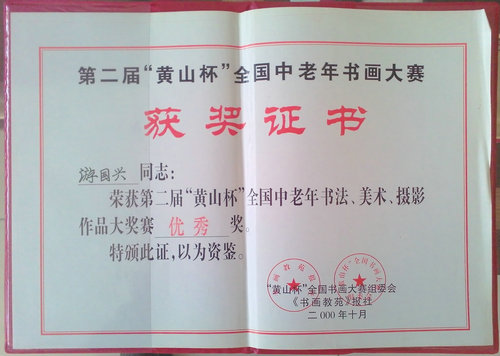 第二届“黄山杯”全国中老年书画大赛
获奖证书
游国兴 同志:
荣获第二届“黄山杯”全国中老年书法、美术、摄影
作品大奖赛 优秀 奖。
特颁此证,以为资鉴。
“黄山杯”全国书画大赛组委会
《书画教苑》报社
二000年十月